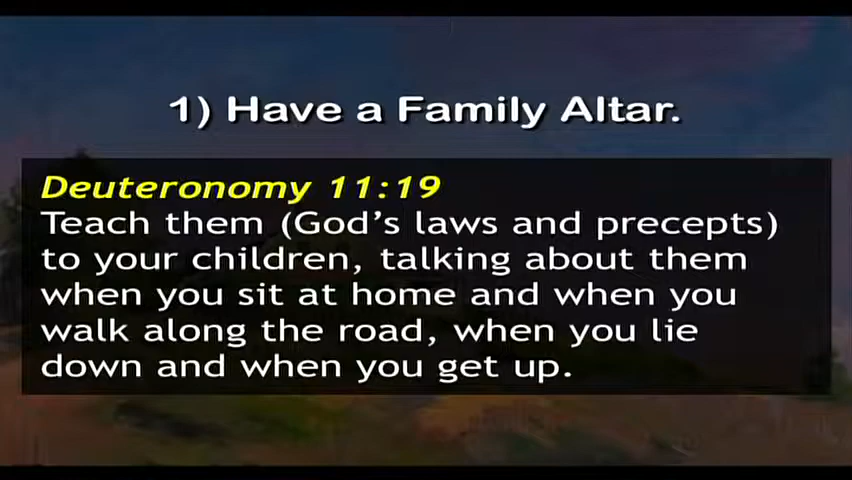 1) Have a Family Altar.
Deuteronomy 11:19
Teach them (God’s laws and precepts)
to your children, talking about them
when you sit at home and when you
walk along the road, when you lie
down and when you get up.